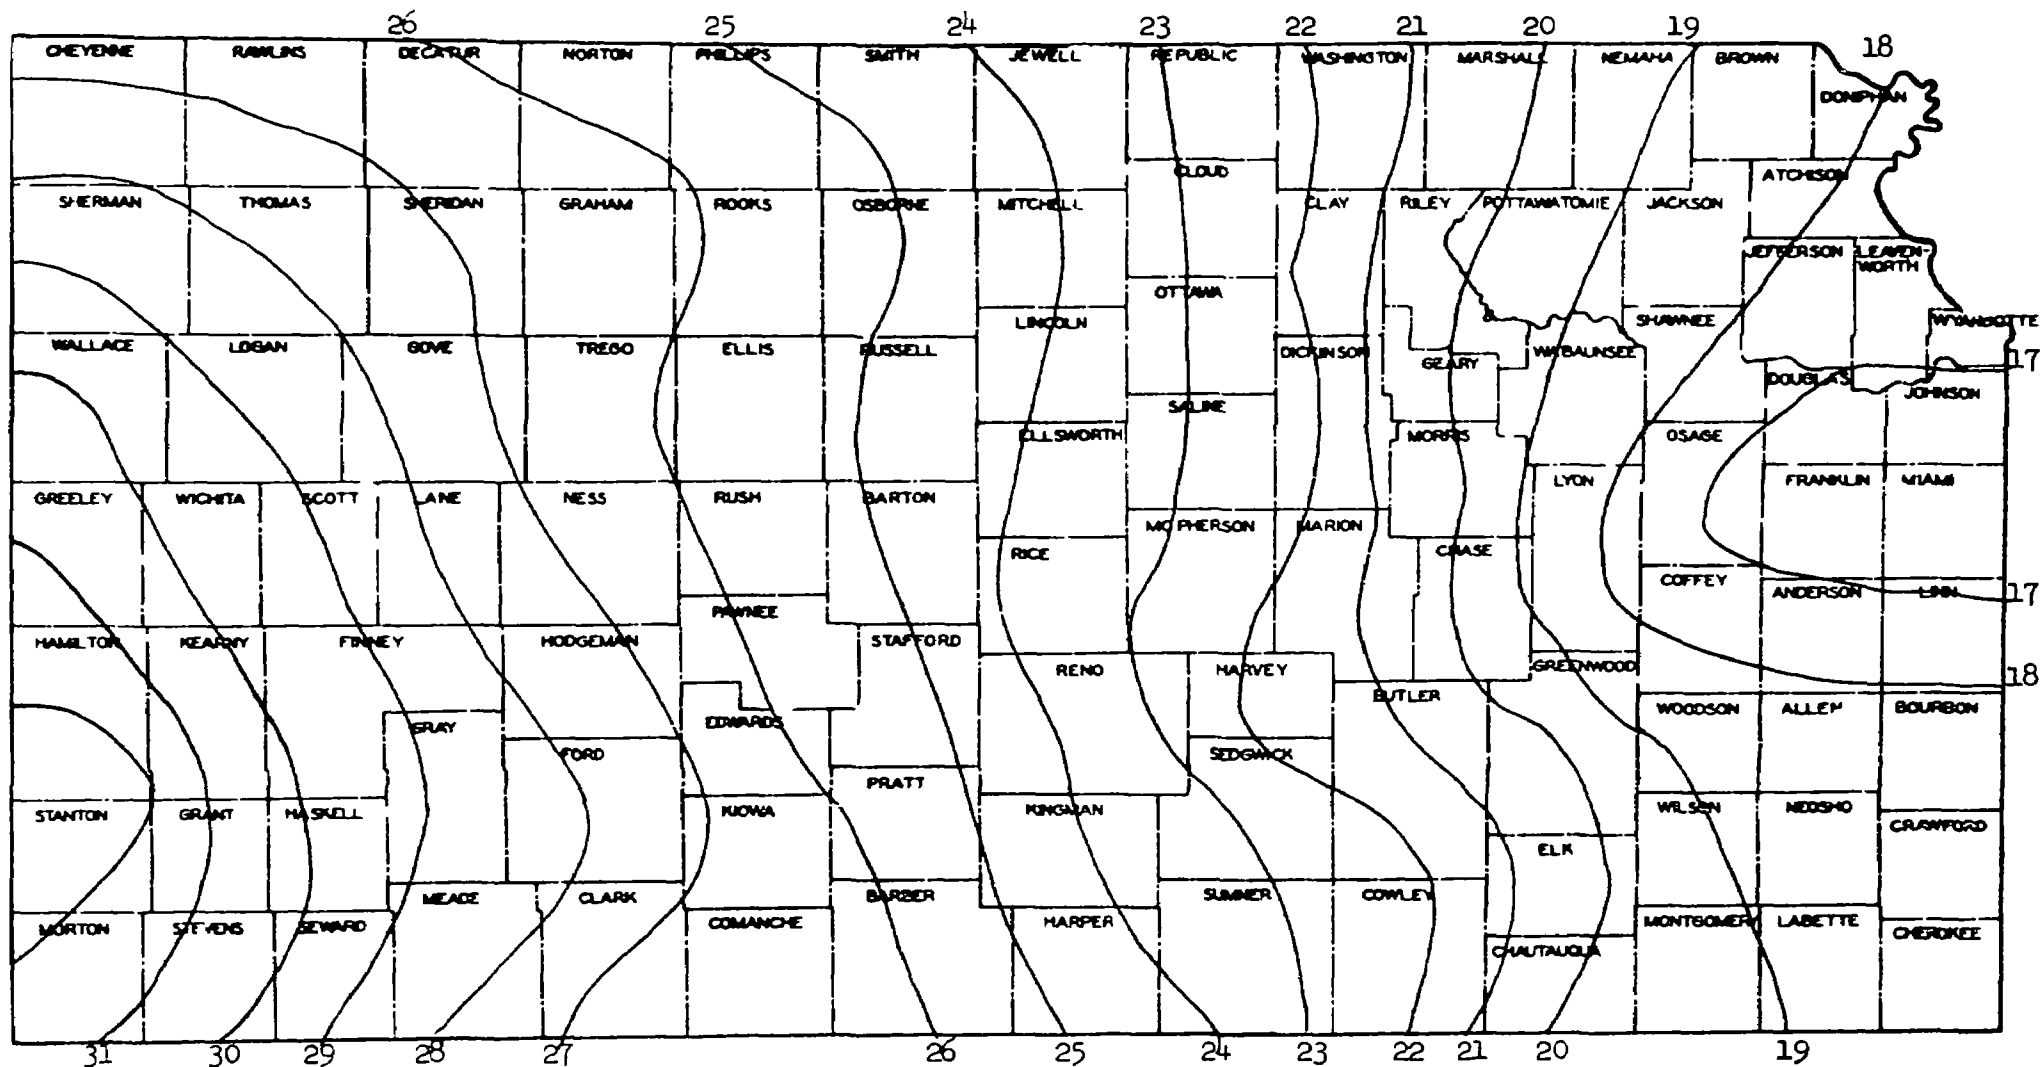 26 25 24 23 22 21 20 19 18
CHEYENNE RAWLINS DECATUR NORTON PHILLIPS SMITH JEWELL REPUBLIC WASHINGTON MARSHALL NEMAHA BROWN
DONIPHAN
CLOUD ATCHISON
SHERMAN THOMAS SHERIDAN GRAHAM ROOKS OSBORNE MITCHELL CLAY RILEY POTTAWATOMIE JACKSON
JEFFERSON LEAVEN-
WORTH
OTTAWA
LINCOLN SHAWNEE WYANDOTTE
WALLACE LOGAN GOVE TREGO ELLIS RUSSELL DICKINSON GEARY WABAUNSEE 17
DOUGLAS JOHNSON
SALINE
ELLSWORTH MORRIS OSAGE
GREELEY WICHITA SCOTT LANE NESS RUSH BARTON LYON FRANKLIN MIAMI
MC PHERSON MARION
RICE CHASE
COFFEY ANDERSON LINN 17
PAWNEE
HAMILTON KEARNY FINNEY HODGEMAN STAFFORD
RENO HARVEY GREENWOOD 18
BUTLER
GRAY EDWARDS WOODSON ALLEN BOURBON
FORD SEDGWICK
PRATT
STANTON GRANT HASKELL KIOWA KINGMAN WILSON NEOSHO
CRAWFORD
ELK
MEADE CLARK BARBER SUMNER COWLEY
MORTON STEVENS SEWARD COMANCHE HARPER MONTGOMERY LABETTE
CHEROKEE
CHAUTAUQUA
31 30 29 28 27 26 25 24 23 22 21 20 19